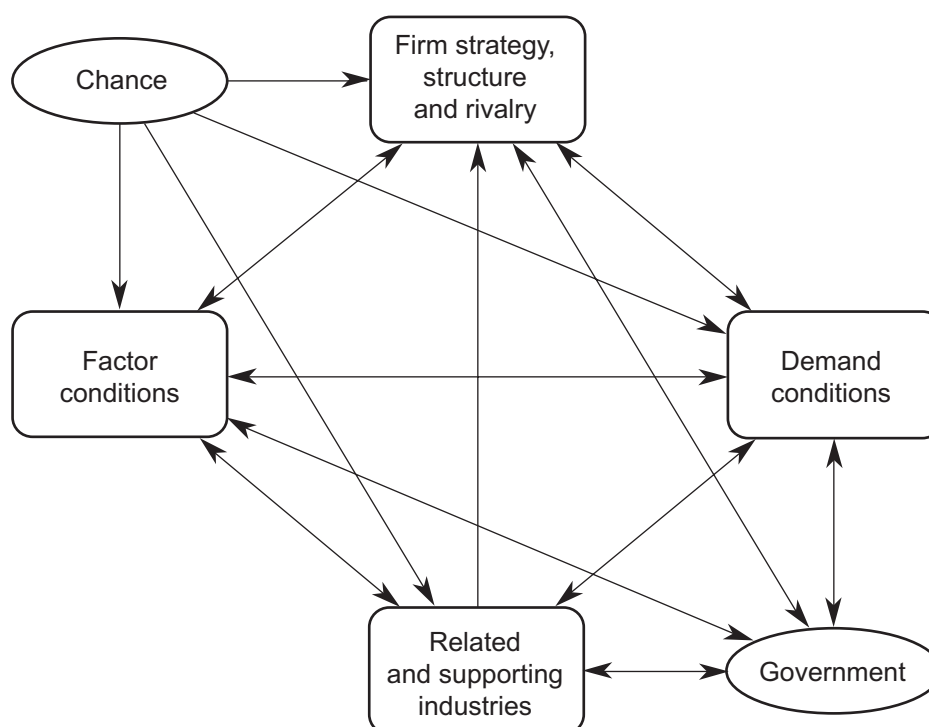 Chance
Firm strategy,
structure
and rivalry
Factor
conditions
Demand
conditions
Related
and supporting
industries
Government